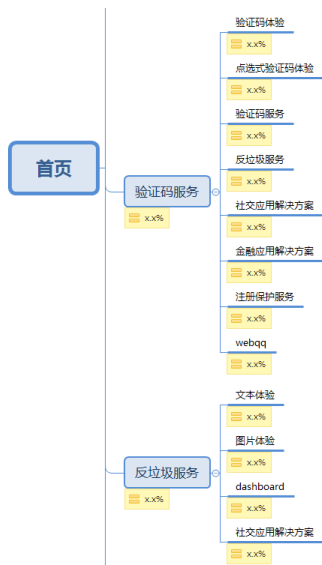 首页
验证码服务
x.x%
验证码体验
x.x%
点选式验证码体验
x.x%
验证码服务
x.x%
反垃圾服务
x.x%
社交应用解决方案
x.x%
金融应用解决方案
x.x%
注册保护服务
x.x%
webqq
x.x%
反垃圾服务
x.x%
文本体验
x.x%
图片体验
x.x%
dashboard
x.x%
社交应用解决方案
x.x%